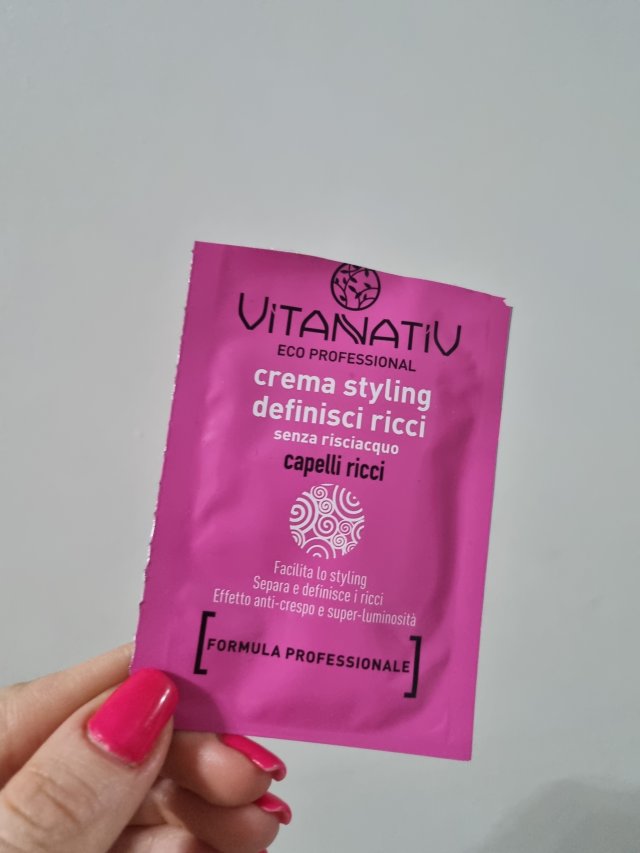 VITANATIV
ECO PROFESSIONAL
crema styling
definisci ricci
senza risciacquo
capelli ricci
Facilita lo styling
Separa e definisce i ricci
Effetto anti-crespo e super-luminosità
FORMULA PROFESSIONALE